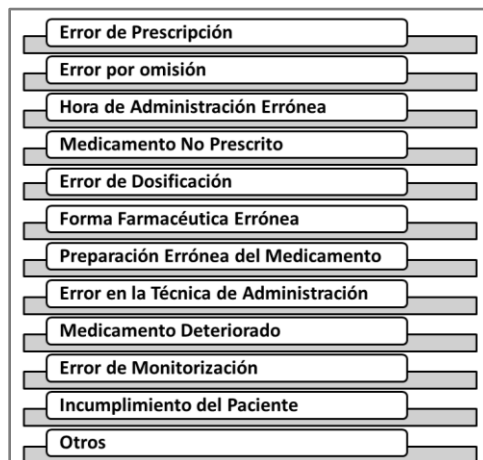 Error de Prescripción
Error por omisión
Hora de Administración Errónea
Medicamento No Prescrito
Error de Dosificación
Forma Farmacéutica Errónea
Preparación Errónea del Medicamento
Error en la Técnica de Administración
Medicamento Deteriorado
Error de Monitorización
Incumplimiento del Paciente
Otros